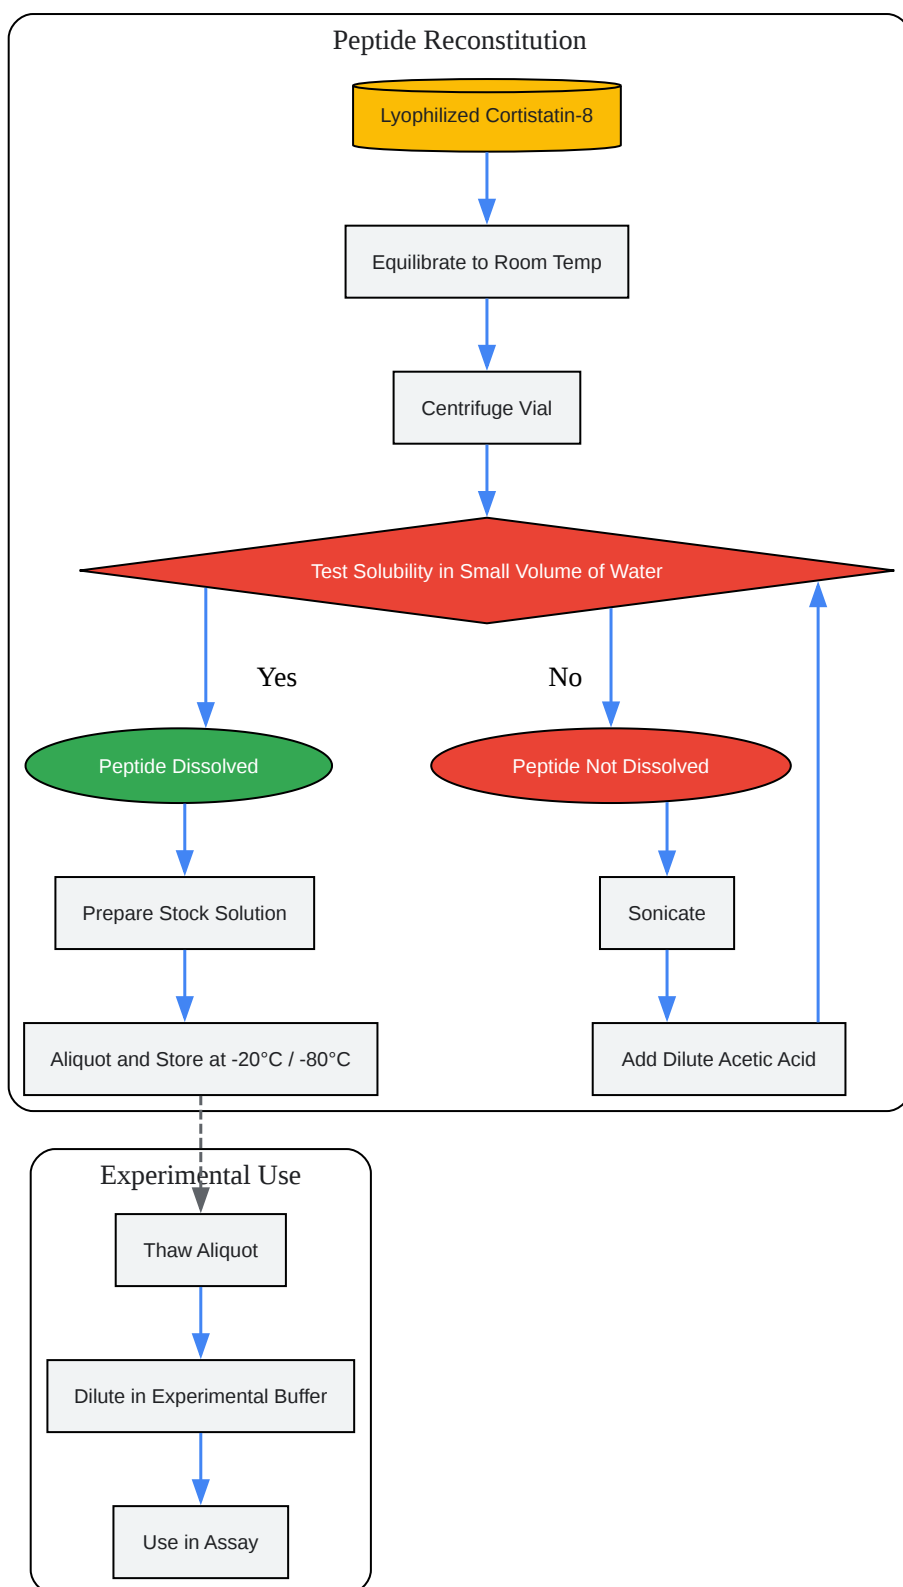 Peptide Reconstitution
Lyophilized Cortistatin-8
Equilibrate to Room Temp
Centrifuge Vial
Test Solubility in Small Volume of Water
Yes
No
Peptide Dissolved
Peptide Not Dissolved
Prepare Stock Solution
Sonicate
Aliquot and Store at -20°C / -80°C
Add Dilute Acetic Acid
Experimental Use
Thaw Aliquot
Dilute in Experimental Buffer
Use in Assay